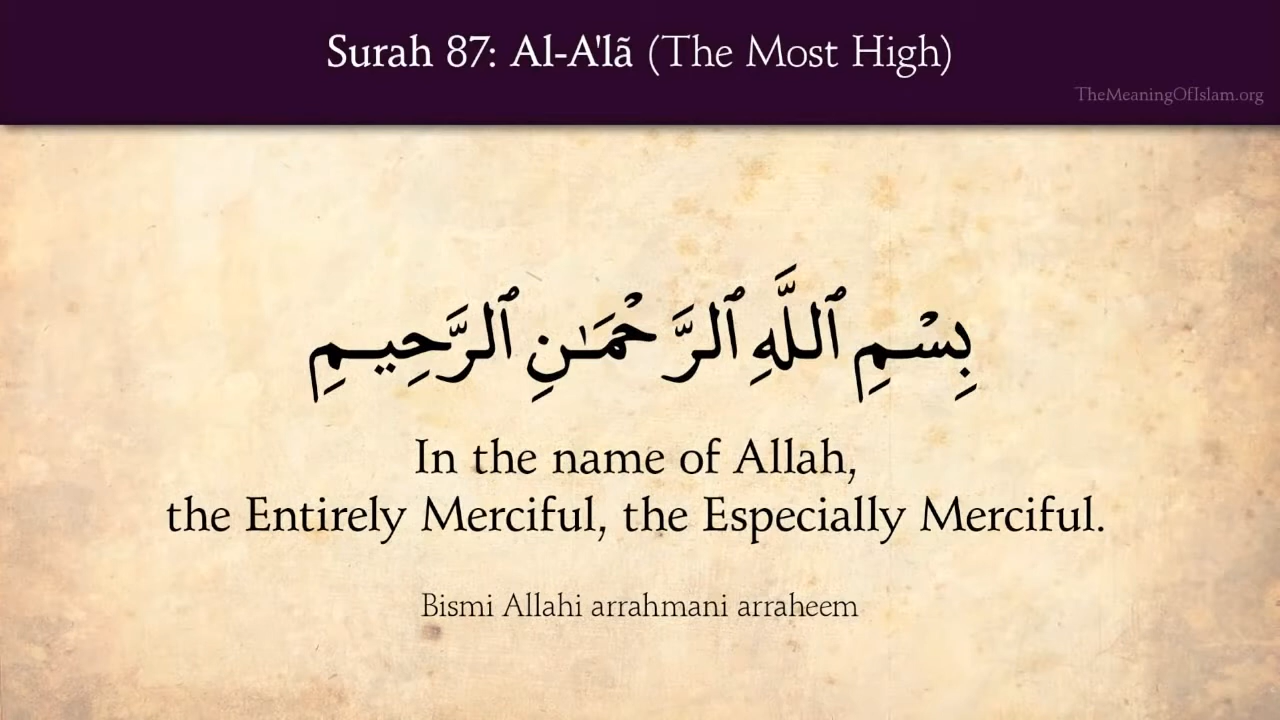 Surah 87: Al-A'lã (The Most High)
TheMeaningOfIslam.org
بِسْمِ ٱللَّهِ ٱلرَّحْمَـٰنِ ٱلرَّحِيمِ
In the name of Allah,
the Entirely Merciful, the Especially Merciful.
Bismi Allahi arrahmani arraheem